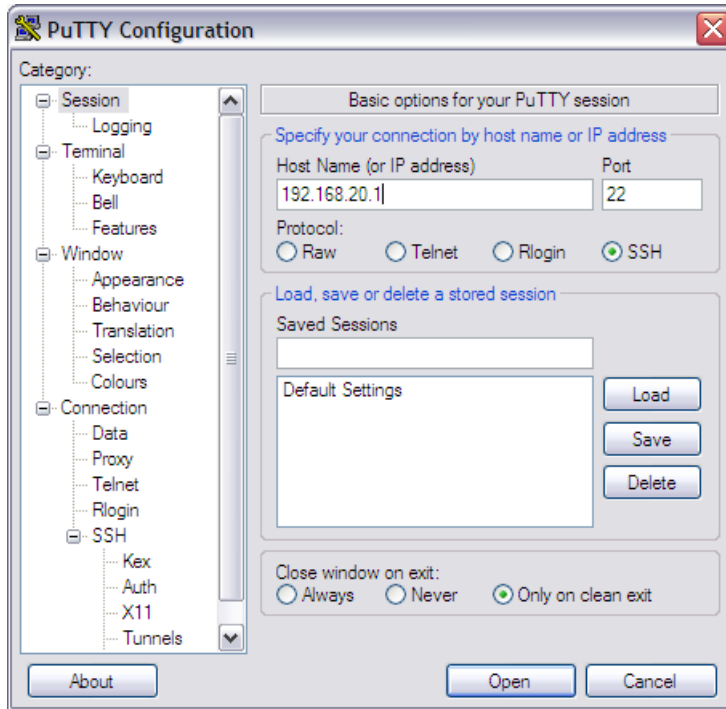 PuTTY Configuration
Category:
Session
Logging
Terminal
Keyboard
Bell
Features
Window
Appearance
Behaviour
Translation
Selection
Colours
Connection
Data
Proxy
Telnet
Rlogin
SSH
Kex
Auth
X11
Tunnels
Basic options for your PuTTY session
Specify your connection by host name or IP address
Host Name (or IP address) Port
192.168.20.1 22
Protocol:
Raw Telnet Rlogin SSH
Load, save or delete a stored session
Saved Sessions
Default Settings
Load
Save
Delete
Close window on exit:
Always Never Only on clean exit
About Open Cancel